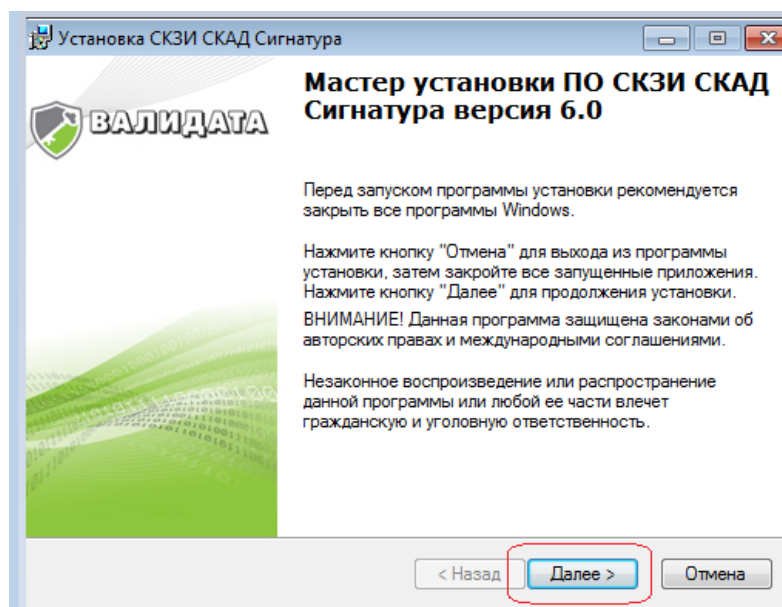 Установка СКЗИ СКАД Сигнатура
ВАЛИДАТА
Мастер установки ПО СКЗИ СКАД
Сигнатура версия 6.0
Перед запуском программы установки рекомендуется
закрыть все программы Windows.
Нажмите кнопку "Отмена" для выхода из программы
установки, затем закройте все запущенные приложения.
Нажмите кнопку "Далее" для продолжения установки.
ВНИМАНИЕ! Данная программа защищена законами об
авторских правах и международными соглашениями.
Незаконное воспроизведение или распространение
данной программы или любой ее части влечет
гражданскую и уголовную ответственность.
< Назад
Далее >
Отмена